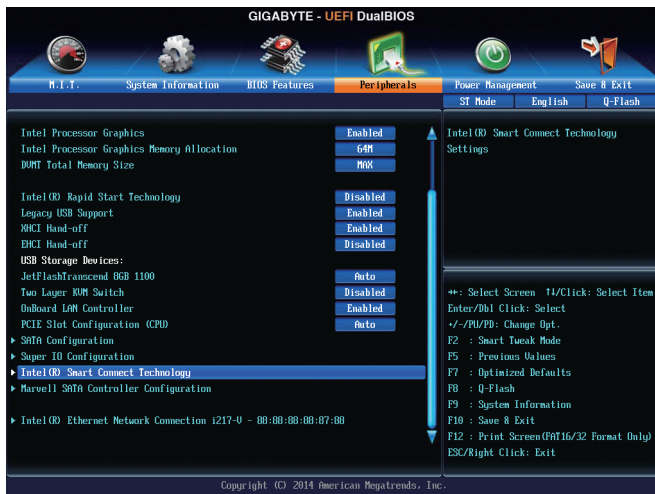 GIGABYTE - UEFI DualBIOS
M.I.T. System Information BIOS Features Peripherals Power Management Save & Exit
ST Mode English Q-Flash
Intel Processor Graphics Enabled
Intel Processor Graphics Memory Allocation 64M
DVMT Total Memory Size MAX
Intel(R) Rapid Start Technology Disabled
Legacy USB Support Enabled
XHCI Hand-off Enabled
EHCI Hand-off Disabled
USB Storage Devices:
JetFlashTranscend 8GB 1100 Auto
Two Layer KVM Switch Disabled
OnBoard LAN Controller Enabled
PCIE Slot Configuration (CPU) Auto
SATA Configuration
Super IO Configuration
Intel(R) Smart Connect Technology
Marvell SATA Controller Configuration
Intel(R) Ethernet Network Connection i217-V - 88:88:88:88:87:88
Intel(R) Smart Connect Technology
Settings
→←: Select Screen ↑↓/Click: Select Item
Enter/Dbl Click: Select
+/-/PU/PD: Change Opt.
F2 : Smart Tweak Mode
F5 : Previous Values
F7 : Optimized Defaults
F8 : Q-Flash
F9 : System Information
F10 : Save & Exit
F12 : Print Screen(FAT16/32 Format Only)
ESC/Right Click: Exit
Copyright (C) 2014 American Megatrends, Inc.